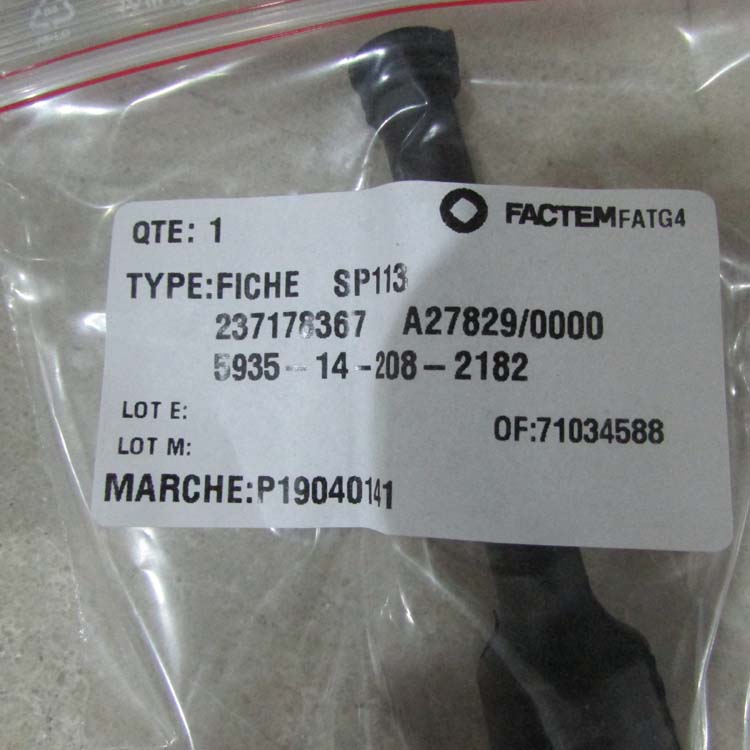 QTE: 1
FACTEM FATG4
TYPE:FICHE SP113
237178367 A27829/0000
5935-14-208-2182
LOT E:
OF:71034588
LOT M:
MARCHE:P19040141